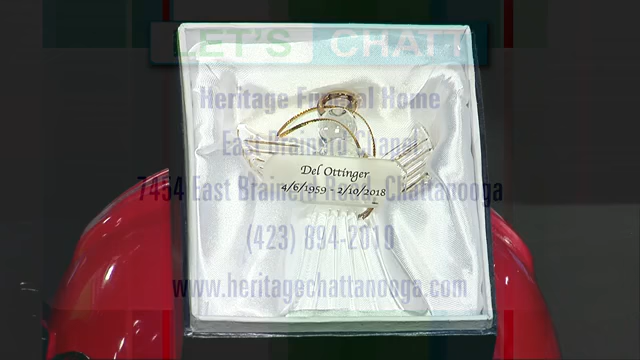 LET'S CHATT
Heritage Funeral Home
East Brainerd Chapel
Del Ottinger
7454 East Brainerd Road, Chattanooga
4/6/1959 - 2/10/2018
(423) 894-2010
www.heritagechattanooga.com